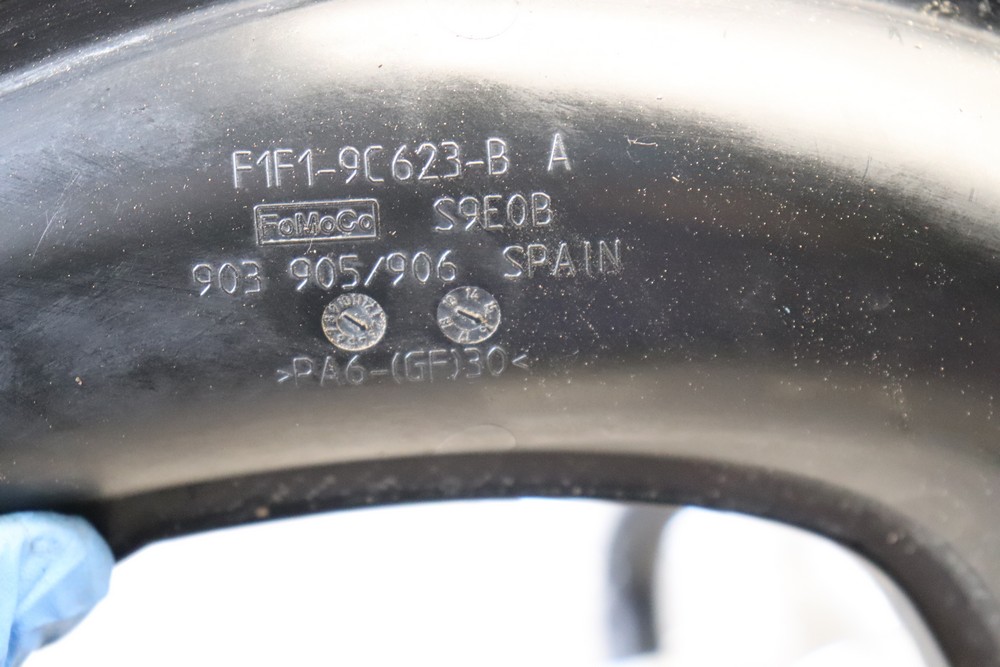 F1F1-9C623-B A
FoMoCo S9E0B
903 905/906 SPAIN
>PA6-(GF)30<